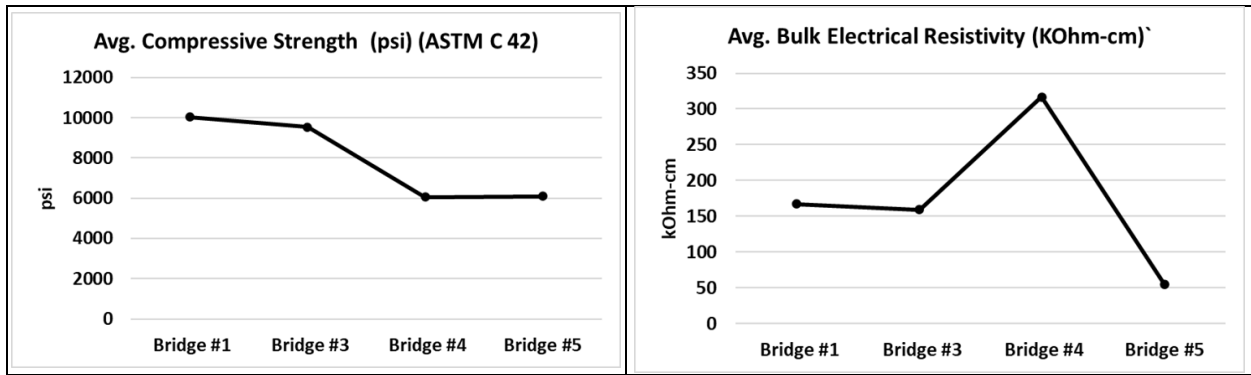 Avg. Compressive Strength  (psi) (ASTM C 42)
12000
10000
8000
6000
4000
2000
0
psi
Bridge #1 Bridge #3 Bridge #4 Bridge #5
Avg. Bulk Electrical Resistivity (KOhm-cm)`
350
300
250
200
150
100
50
0
kOhm-cm
Bridge #1 Bridge #3 Bridge #4 Bridge #5